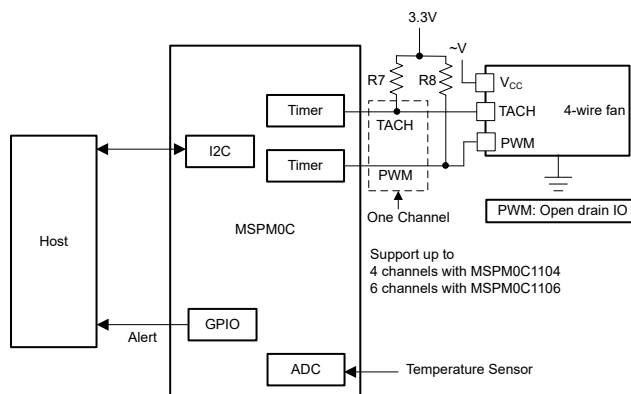 3.3V
~V
R7
R8
VCC
Timer
TACH
TACH
4-wire fan
I2C
Timer
PWM
PWM
One Channel
PWM: Open drain IO
MSPM0C
Host
Support up to
4 channels with MSPM0C1104
6 channels with MSPM0C1106
GPIO
Alert
ADC
Temperature Sensor